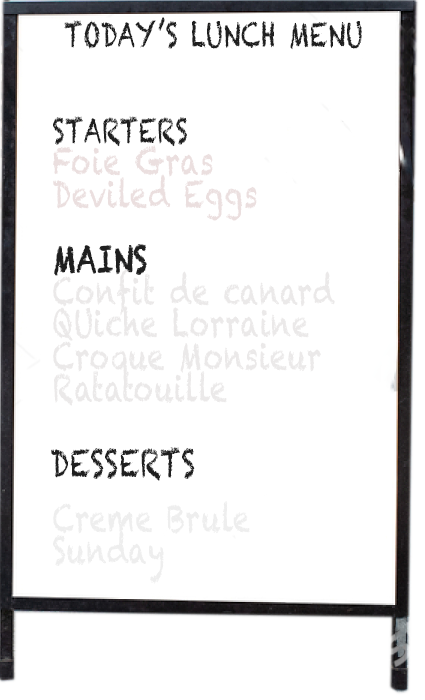 TODAY'S LUNCH MENU
STARTERS
Foie Gras
Deviled Eggs
MAINS
Confit de canard
QUiche Lorraine
Croque Monsieur
Ratatouille
DESSERTS
Creme Brule
Sunday